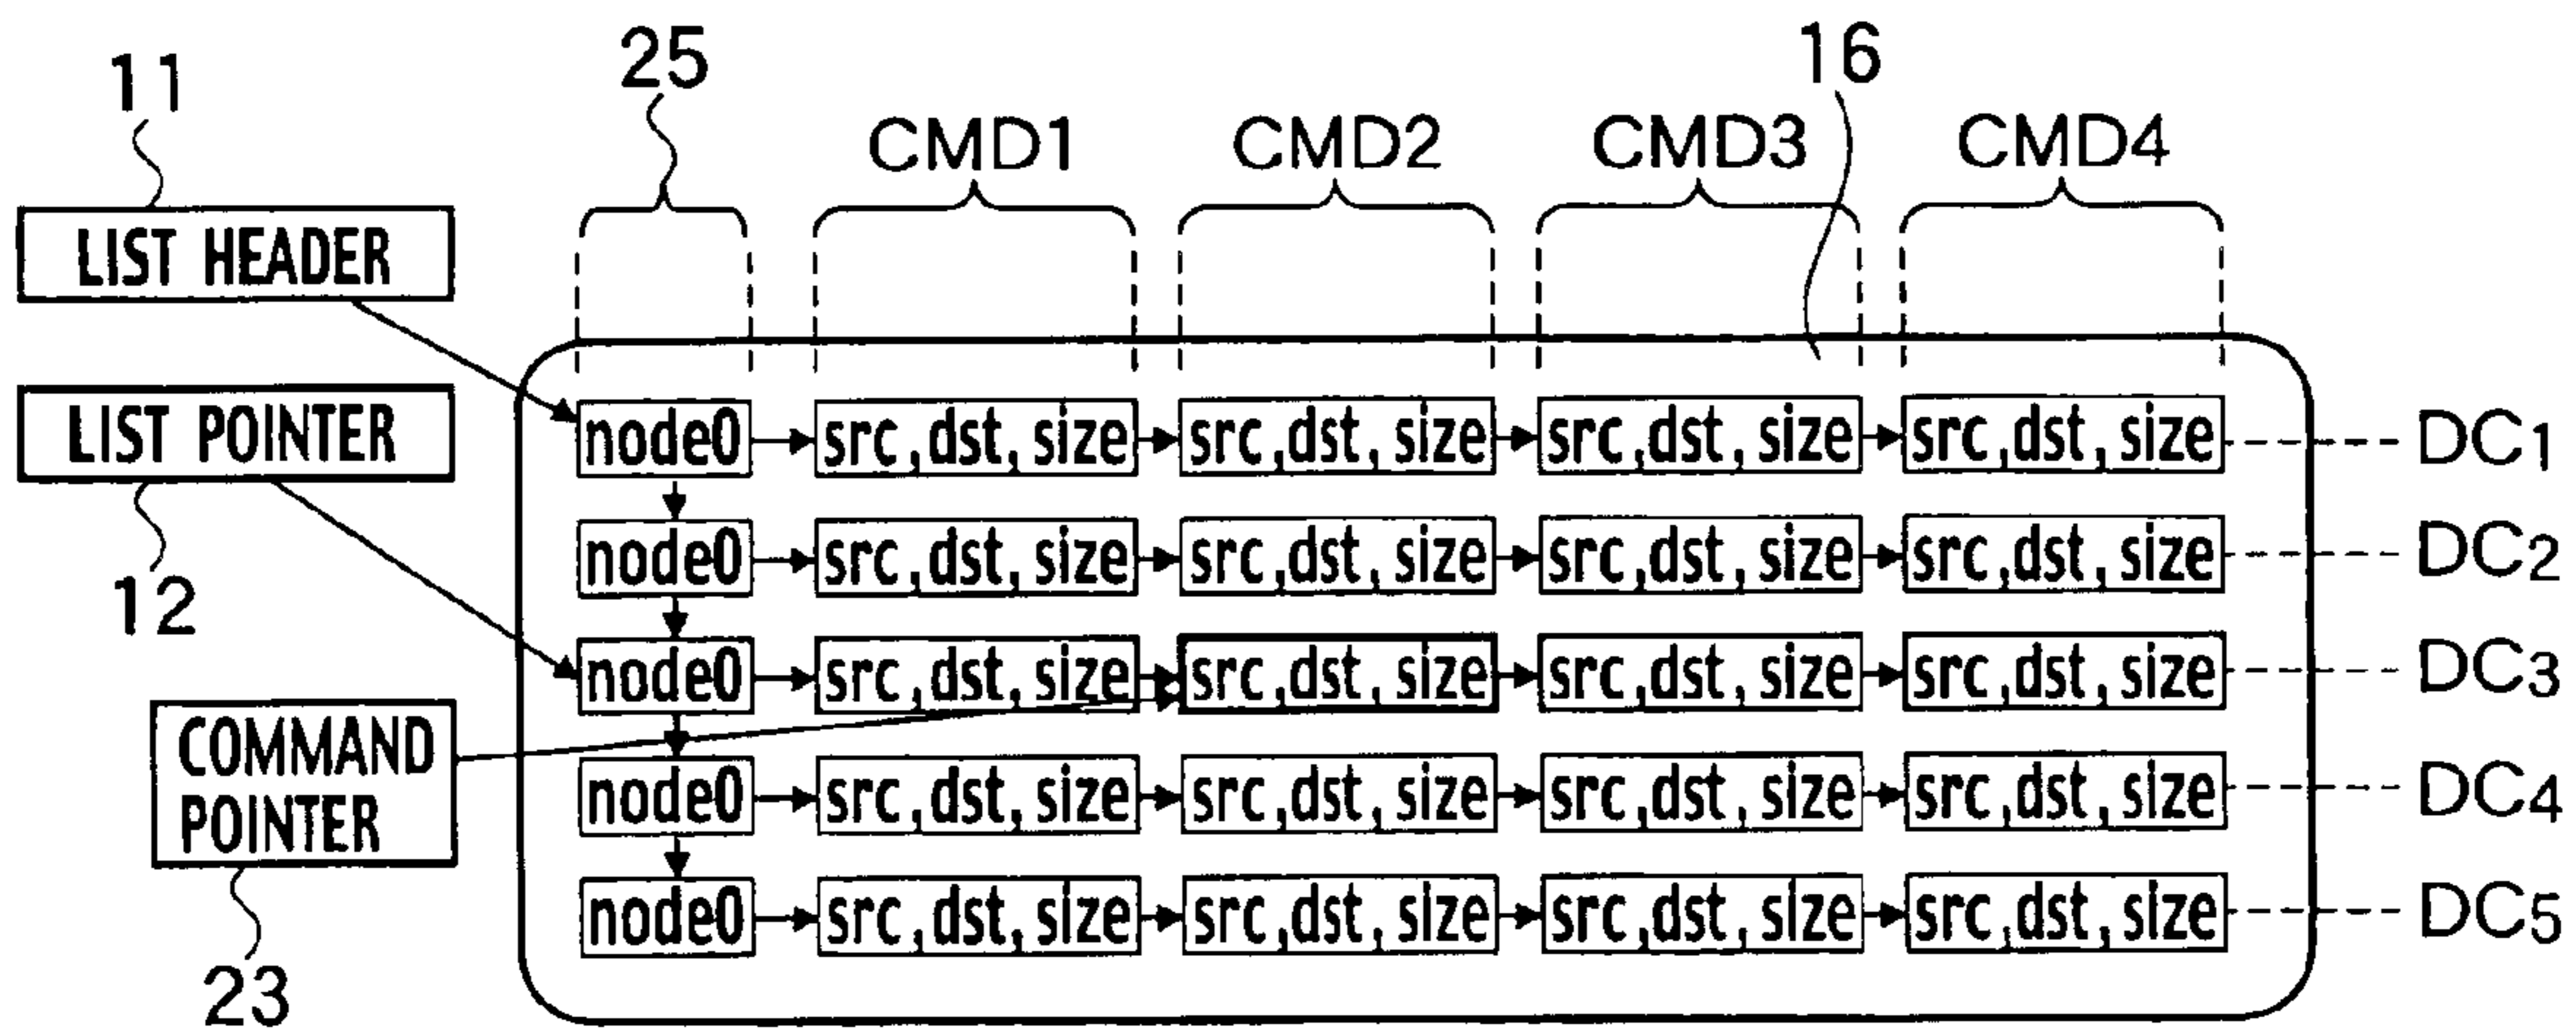 11
25
16
CMD1 CMD2 CMD3 CMD4
LIST HEADER
LIST POINTER
12
COMMAND
POINTER
23
node0 src,dst,size src,dst,size src,dst,size src,dst,size DC1
node0 src,dst,size src,dst,size src,dst,size src,dst,size DC2
node0 src,dst,size src,dst,size src,dst,size src,dst,size DC3
node0 src,dst,size src,dst,size src,dst,size src,dst,size DC4
node0 src,dst,size src,dst,size src,dst,size src,dst,size DC5